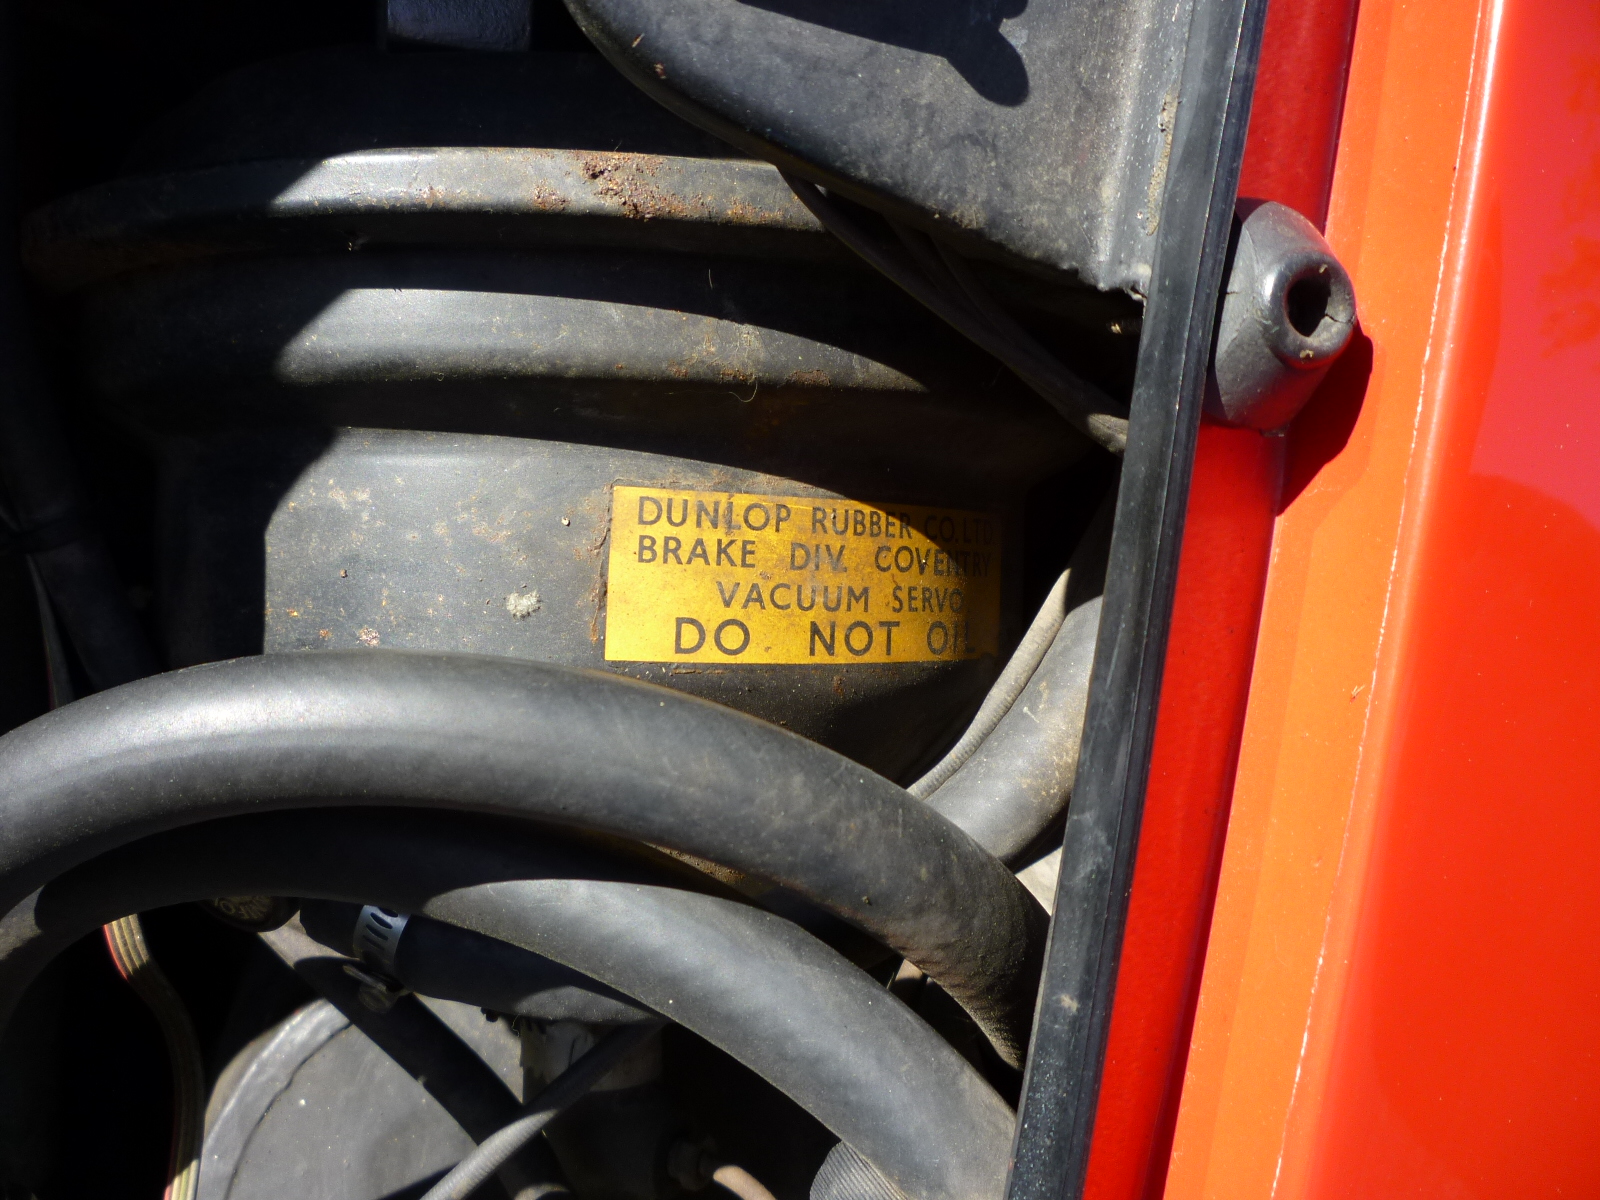 DUNLOP RUBBER CO. LTD
BRAKE DIV. COVENTRY
VACUUM SERVO
DO NOT OIL